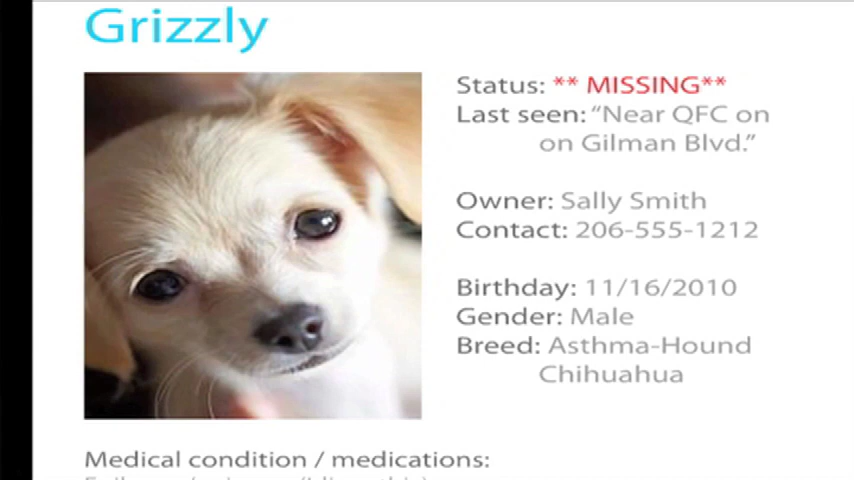 Grizzly
Status: ** MISSING**
Last seen: “Near QFC on
on Gilman Blvd.”
Owner: Sally Smith
Contact: 206-555-1212
Birthday: 11/16/2010
Gender: Male
Breed: Asthma-Hound
Chihuahua
Medical condition / medications: